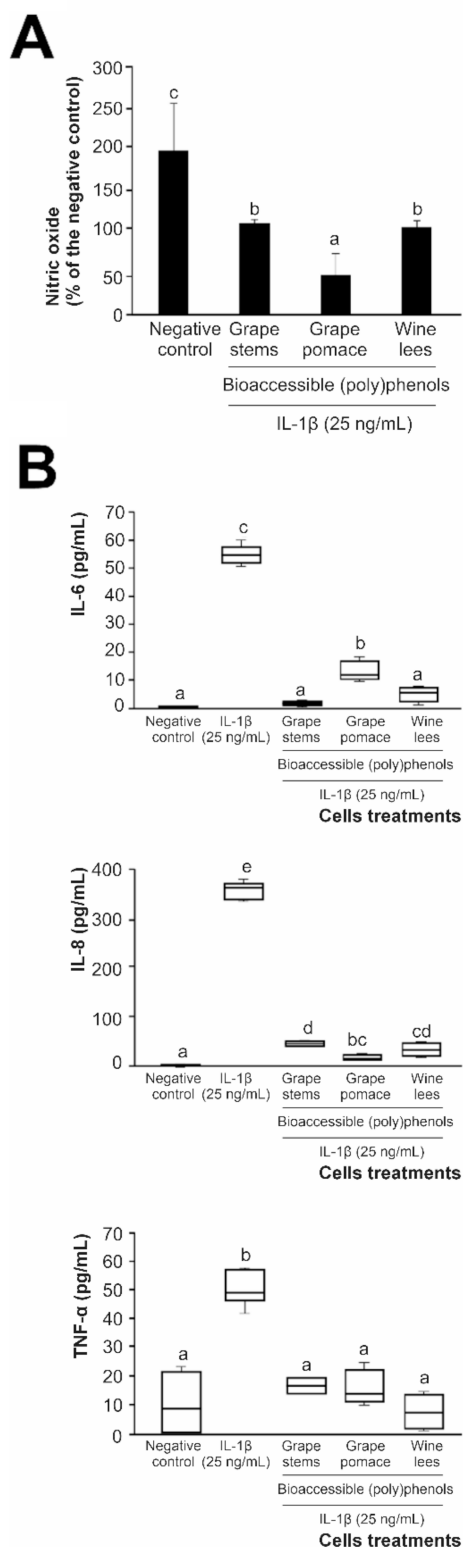 A
Nitric oxide
(% of the negative control)
300
250
200
150
100
50
0
c
b
a
b
Negative control
Grape stems
Grape pomace
Wine lees
Bioaccessible (poly)phenols
IL-1β (25 ng/mL)
B
IL-6 (pg/mL)
70
60
50
40
30
20
10
0
a
c
a
b
a
Negative control
IL-1β (25 ng/mL)
Grape stems
Grape pomace
Wine lees
Bioaccessible (poly)phenols
IL-1β (25 ng/mL)
Cells treatments
IL-8 (pg/mL)
400
300
200
100
0
a
e
d
bc
cd
Negative control
IL-1β (25 ng/mL)
Grape stems
Grape pomace
Wine lees
Bioaccessible (poly)phenols
IL-1β (25 ng/mL)
Cells treatments
TNF-α (pg/mL)
70
60
50
40
30
20
10
0
a
b
a
a
a
Negative control
IL-1β (25 ng/mL)
Grape stems
Grape pomace
Wine lees
Bioaccessible (poly)phenols
IL-1β (25 ng/mL)
Cells treatments